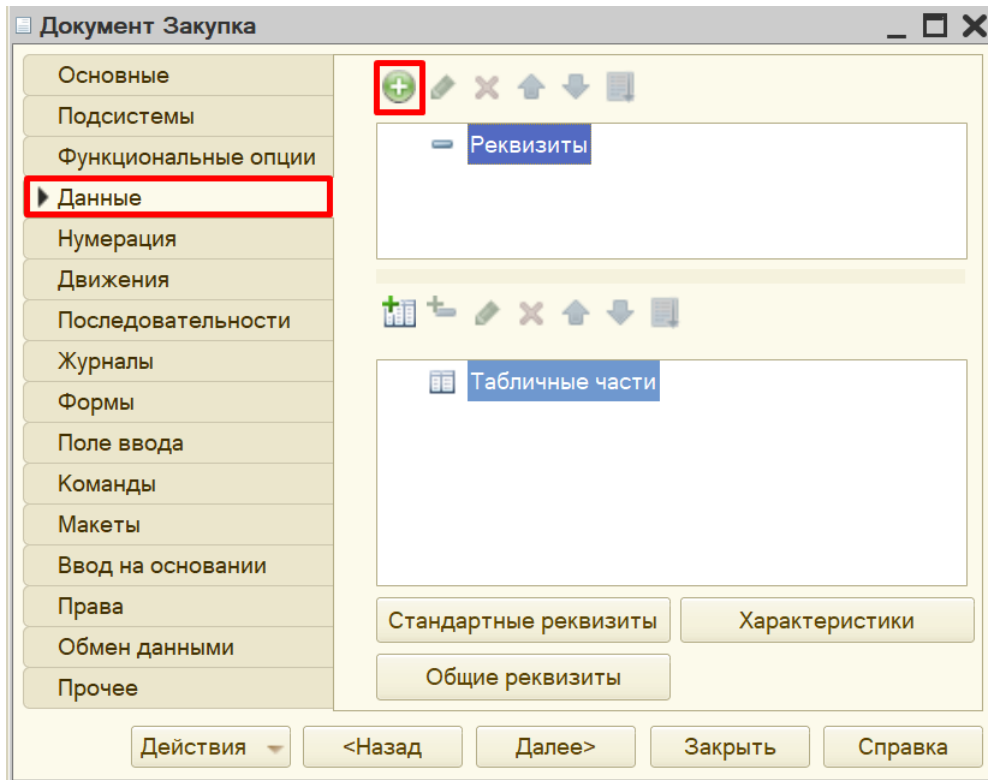 Документ Закупка
Основные
Подсистемы
Функциональные опции
Данные
Нумерация
Движения
Последовательности
Журналы
Формы
Поле ввода
Команды
Макеты
Ввод на основании
Права
Обмен данными
Прочее
Реквизиты
Табличные части
Стандартные реквизиты
Характеристики
Общие реквизиты
Действия
<Назад
Далее>
Закрыть
Справка